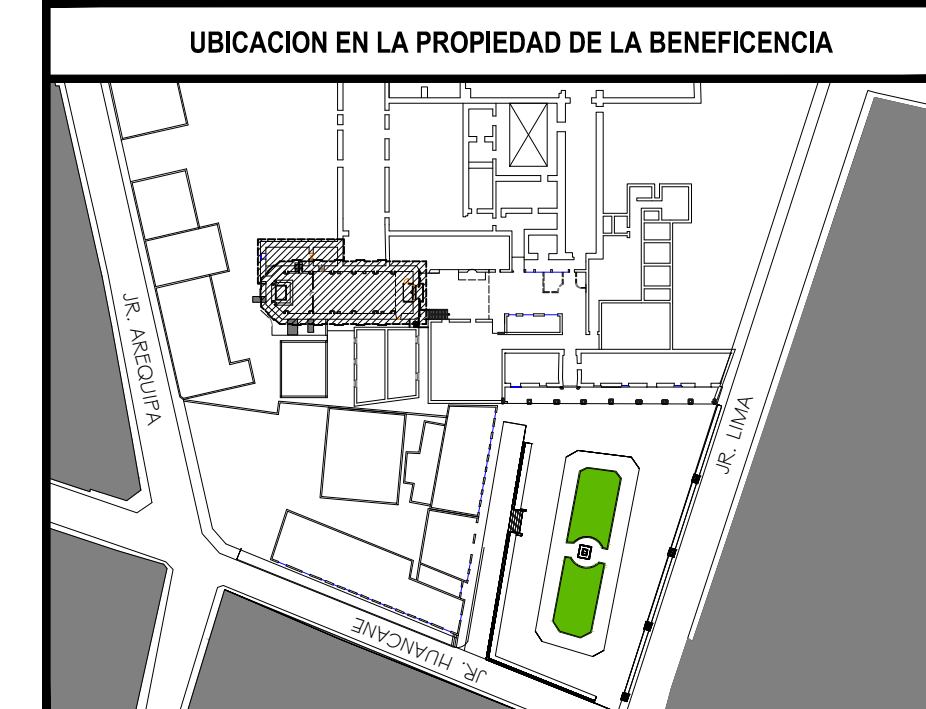 UBICACION EN LA PROPIEDAD DE LA BENEFICENCIA
JR. AREQUIPA
JR. LIMA
JR. HUANCANE